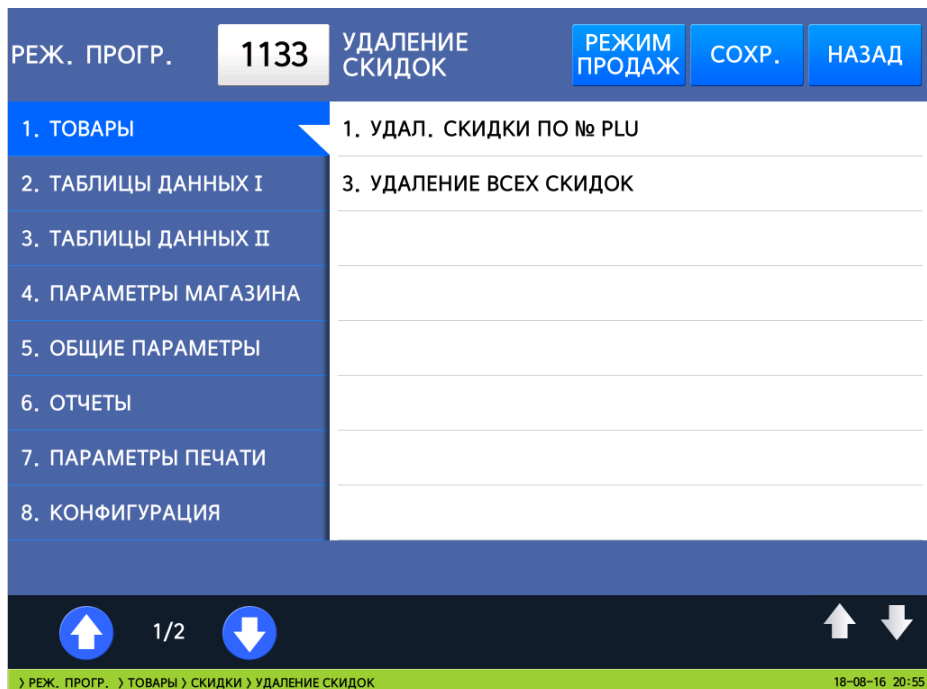 РЕЖ. ПРОГР.
1133
УДАЛЕНИЕ
СКИДОК
РЕЖИМ
ПРОДАЖ
СОХР.
НАЗАД
1. ТОВАРЫ
2. ТАБЛИЦЫ ДАННЫХ I
3. ТАБЛИЦЫ ДАННЫХ II
4. ПАРАМЕТРЫ МАГАЗИНА
5. ОБЩИЕ ПАРАМЕТРЫ
6. ОТЧЕТЫ
7. ПАРАМЕТРЫ ПЕЧАТИ
8. КОНФИГУРАЦИЯ
1. УДАЛ. СКИДКИ ПО № PLU
3. УДАЛЕНИЕ ВСЕХ СКИДОК
1/2
> РЕЖ. ПРОГР. > ТОВАРЫ > СКИДКИ > УДАЛЕНИЕ СКИДОК
18-08-16 20:55